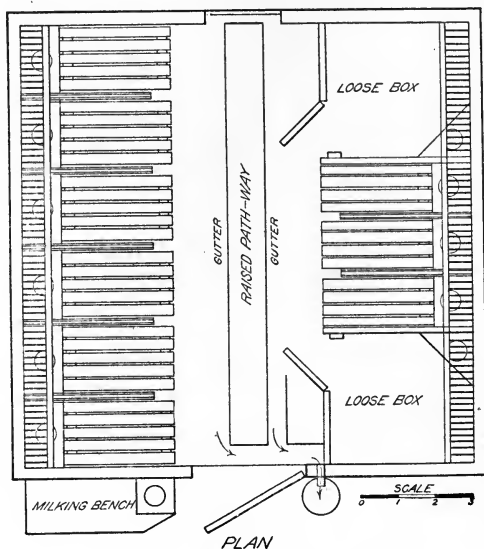 LOOSE BOX
GUTTER
RAISED PATH-WAY
GUTTER
LOOSE BOX
MILKING BENCH
SCALE
0 1 2 3
PLAN